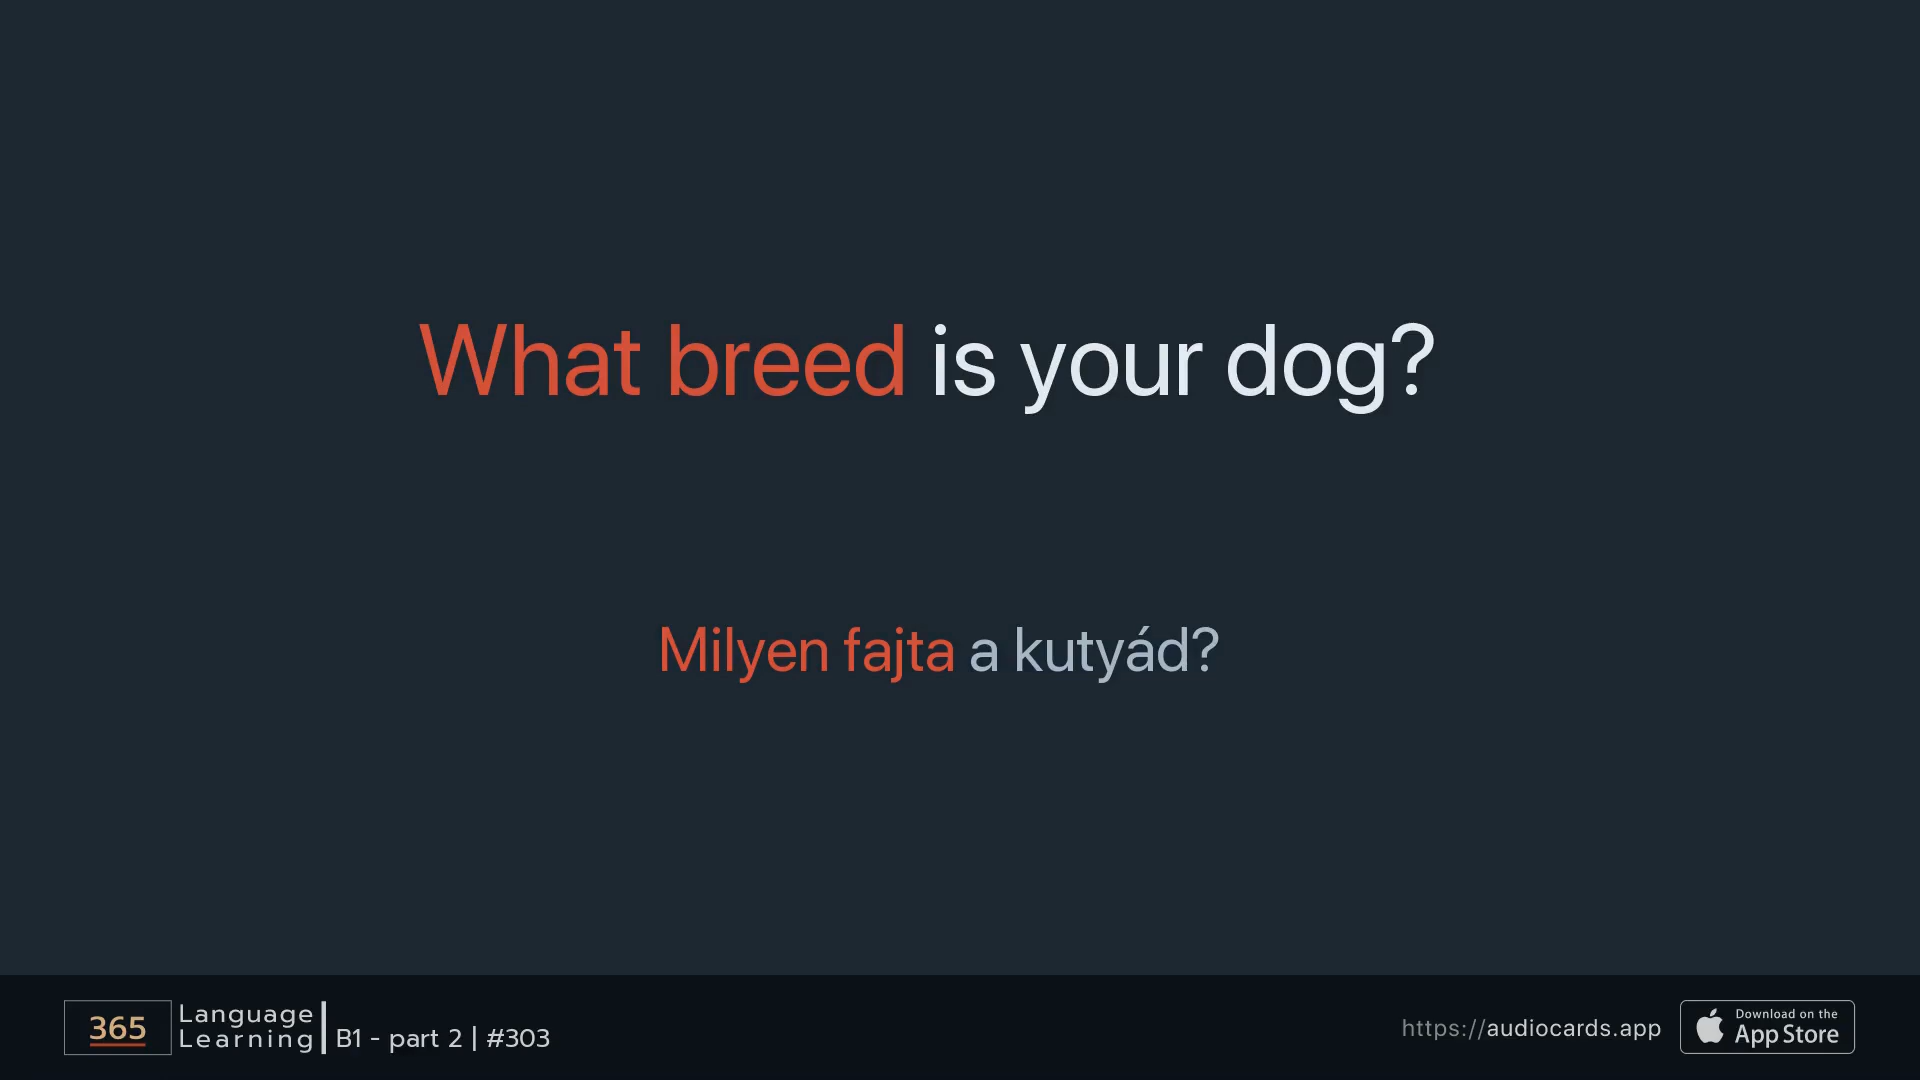 What breed is your dog?
Milyen fajta a kutyád?
365
Language
Learning
B1 - part 2 | #303
https://audiocards.app
Download on the
App Store